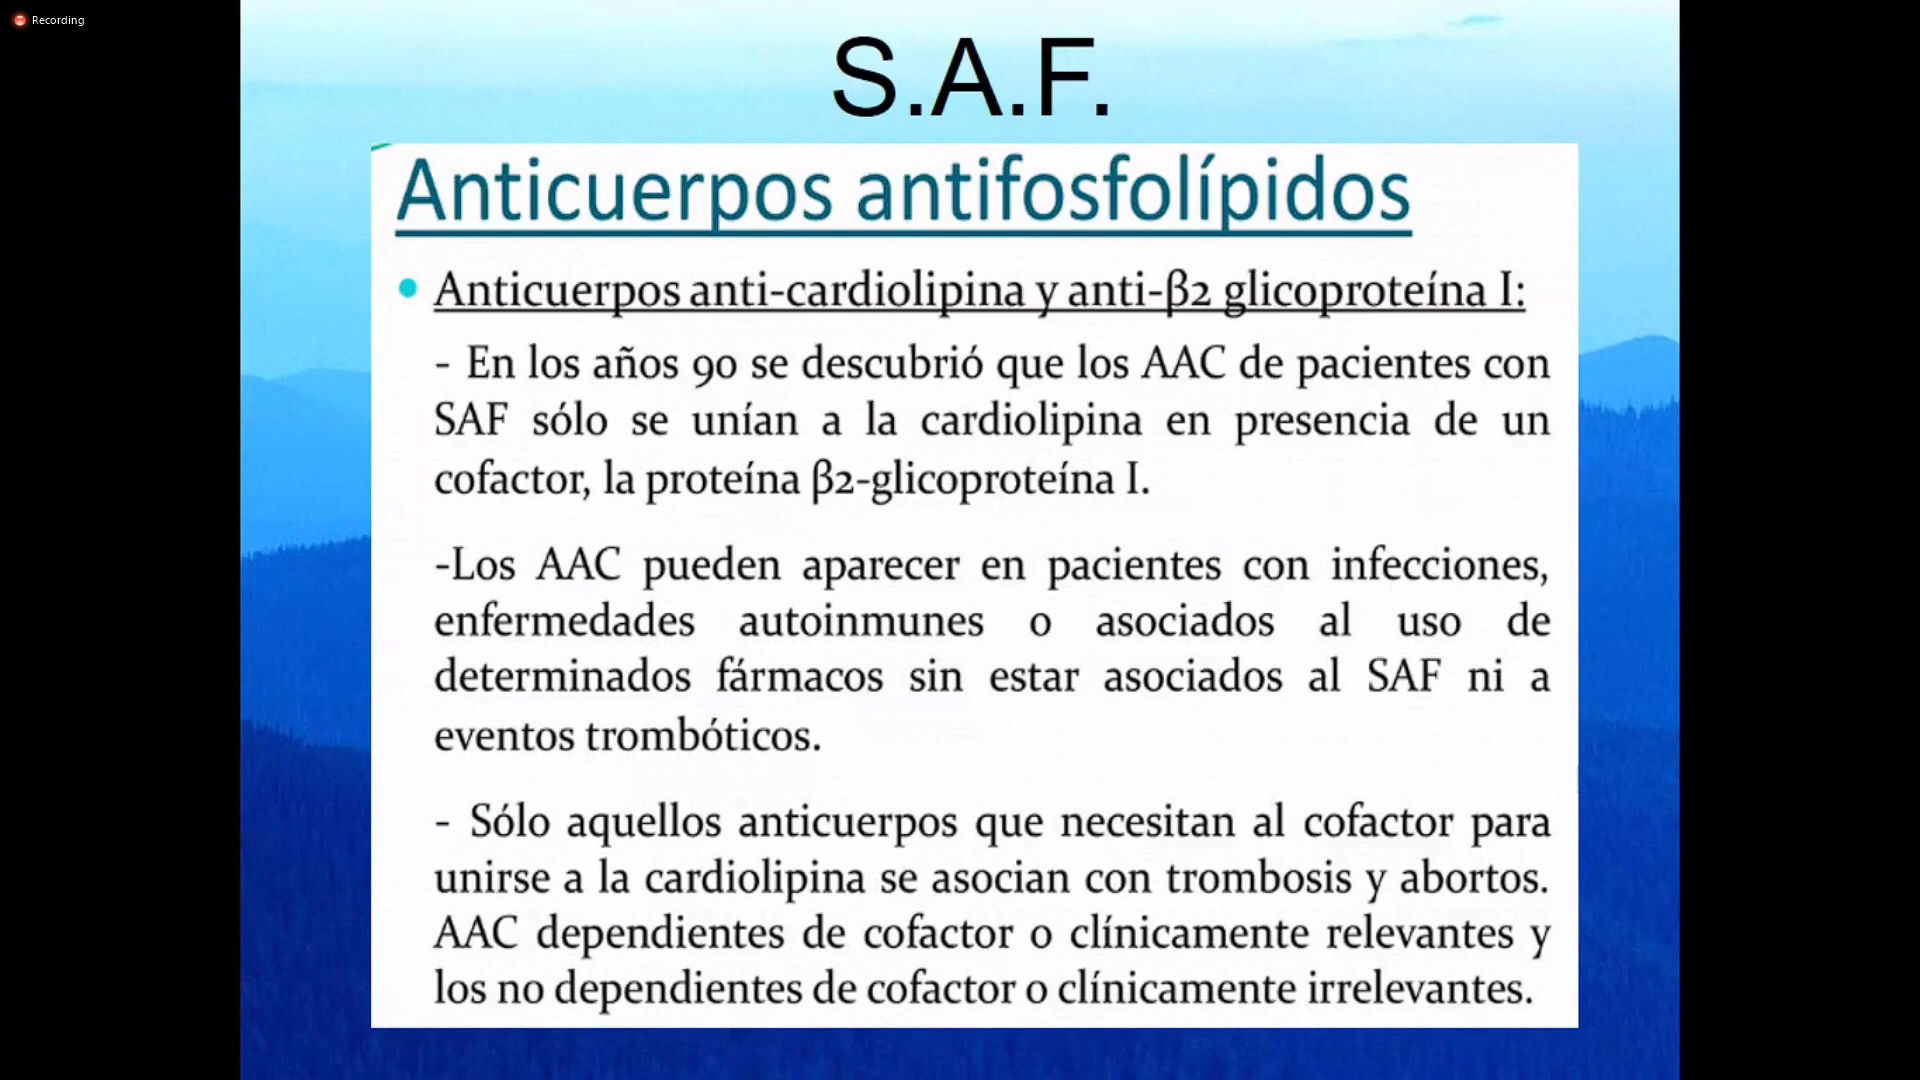 Recording
S.A.F.
Anticuerpos antifosfolípidos
• Anticuerpos anti-cardiolipina y anti-β2 glicoproteína I:
- En los años 90 se descubrió que los AAC de pacientes con
SAF sólo se unían a la cardiolipina en presencia de un
cofactor, la proteína β2-glicoproteína I.
-Los AAC pueden aparecer en pacientes con infecciones,
enfermedades autoinmunes o asociados al uso de
determinados fármacos sin estar asociados al SAF ni a
eventos trombóticos.
- Sólo aquellos anticuerpos que necesitan al cofactor para
unirse a la cardiolipina se asocian con trombosis y abortos.
AAC dependientes de cofactor o clínicamente relevantes y
los no dependientes de cofactor o clínicamente irrelevantes.